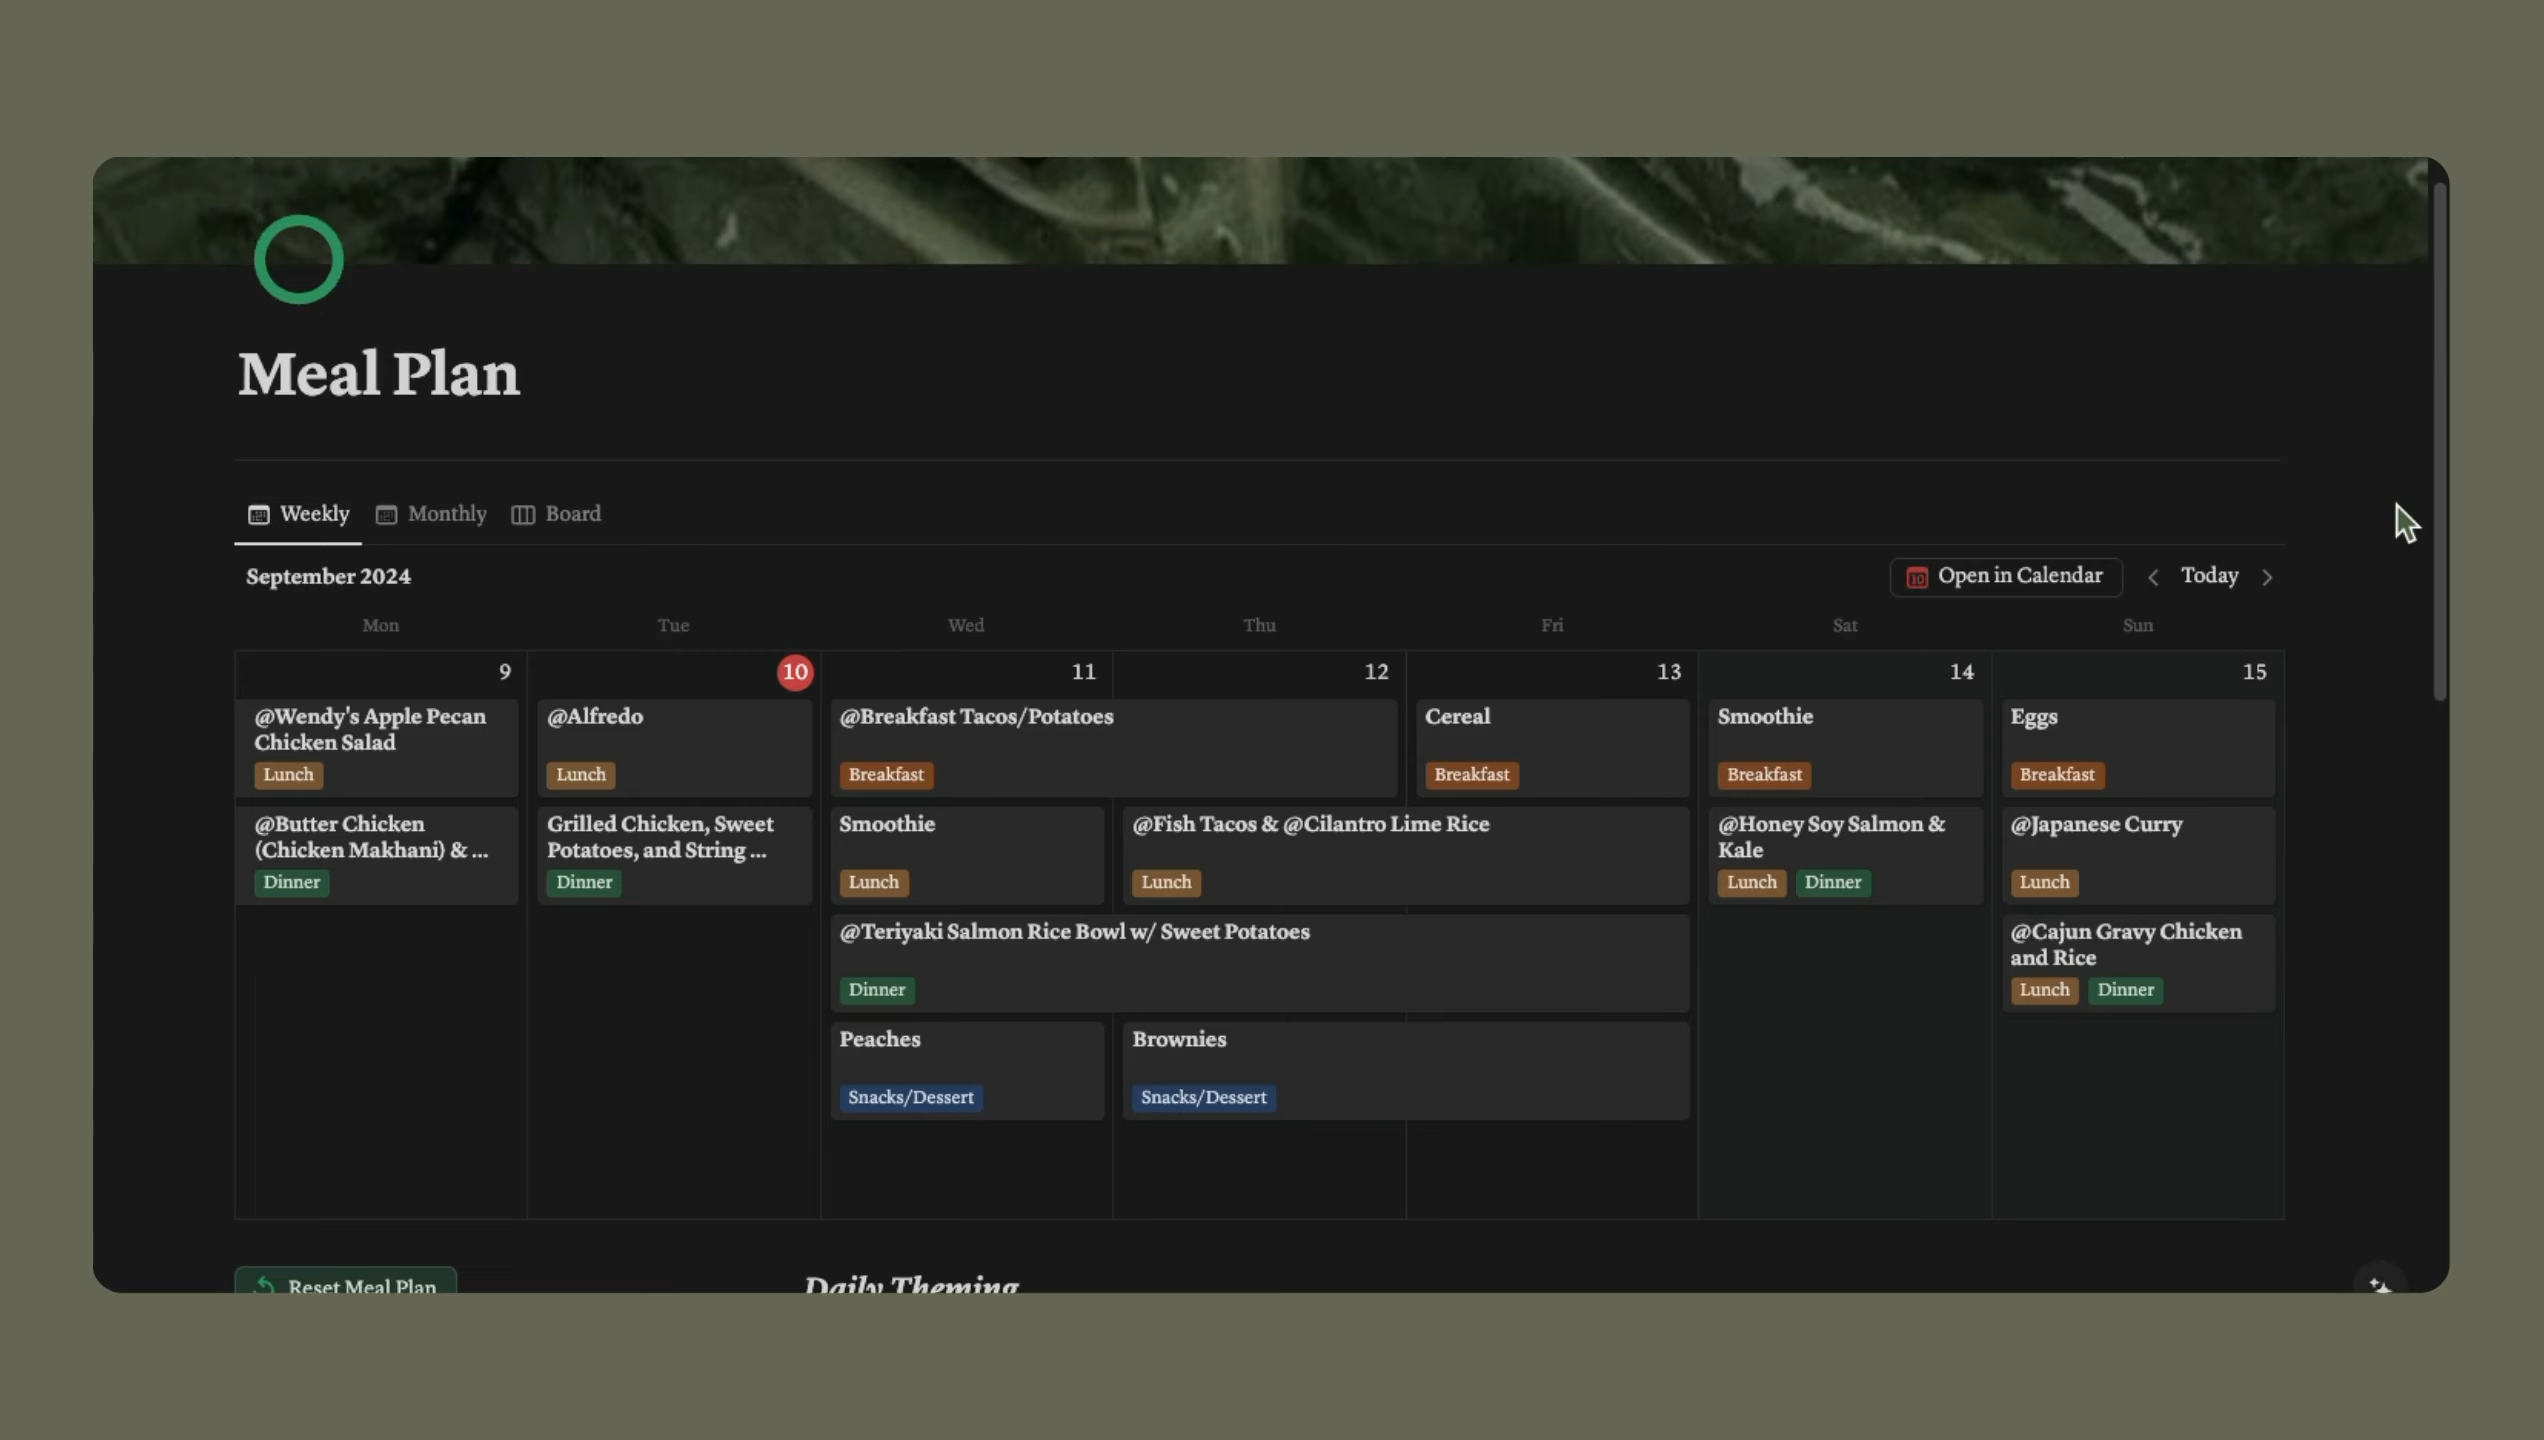 Meal Plan
Weekly Monthly Board
September 2024
10 Open in Calendar Today
Mon Tue Wed Thu Fri Sat Sun
9 10 11 12 13 14 15
@Wendy's Apple Pecan
Chicken Salad
Lunch
@Alfredo
Lunch
@Breakfast Tacos/Potatoes
Breakfast
Cereal
Breakfast
Smoothie
Breakfast
Eggs
Breakfast
@Butter Chicken
(Chicken Makhani) & ...
Dinner
Grilled Chicken, Sweet
Potatoes, and String ...
Dinner
Smoothie
Lunch
@Fish Tacos & @Cilantro Lime Rice
Lunch
@Honey Soy Salmon &
Kale
Lunch Dinner
@Japanese Curry
Lunch
@Teriyaki Salmon Rice Bowl w/ Sweet Potatoes
Dinner
@Cajun Gravy Chicken
and Rice
Lunch Dinner
Peaches
Snacks/Dessert
Brownies
Snacks/Dessert
Reset Meal Plan
Daily Theming